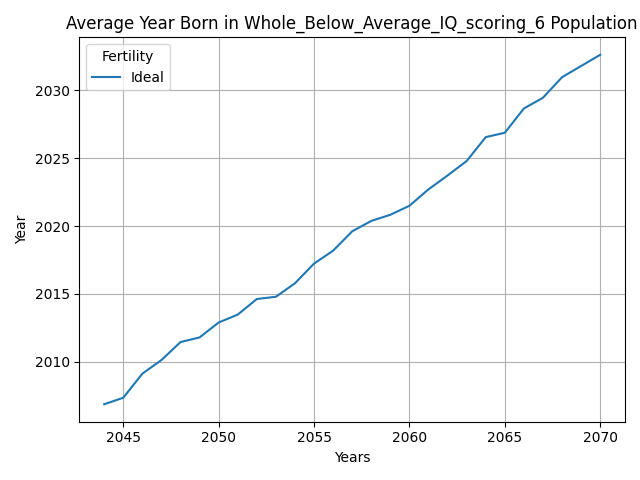 Average Year Born in Whole_Below_Average_IQ_scoring_6 Population
Fertility
Ideal
Year
2030
2025
2020
2015
2010
2045 2050 2055 2060 2065 2070
Years